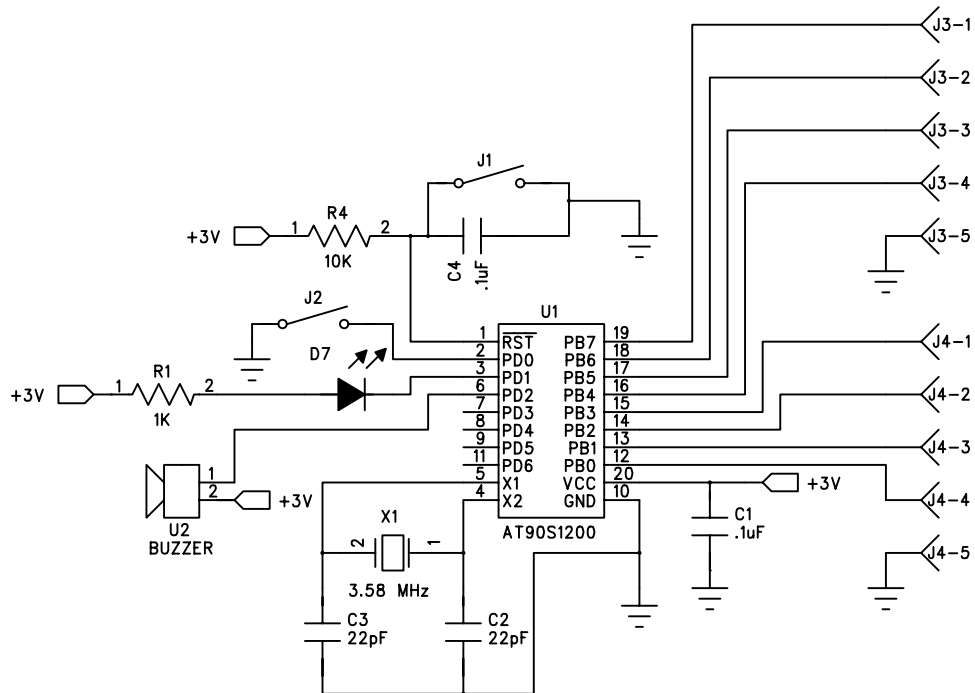 J3-1
J3-2
J3-3
J3-4
J3-5
J1
+3V
1
R4
2
10K
C4
.1uF
J2
U1
AT90S1200
1 RST PB7 19
2 PD0 PB6 18
3 PD1 PB5 17
6 PD2 PB4 16
7 PD3 PB3 15
8 PD4 PB2 14
9 PD5 PB1 13
11 PD6 PB0 12
5 X1 VCC 20
4 X2 GND 10
D7
+3V
1
R1
2
1K
1
2
+3V
U2
BUZZER
X1
2
1
3.58 MHz
C3
22pF
C2
22pF
+3V
C1
.1uF
J4-1
J4-2
J4-3
J4-4
J4-5